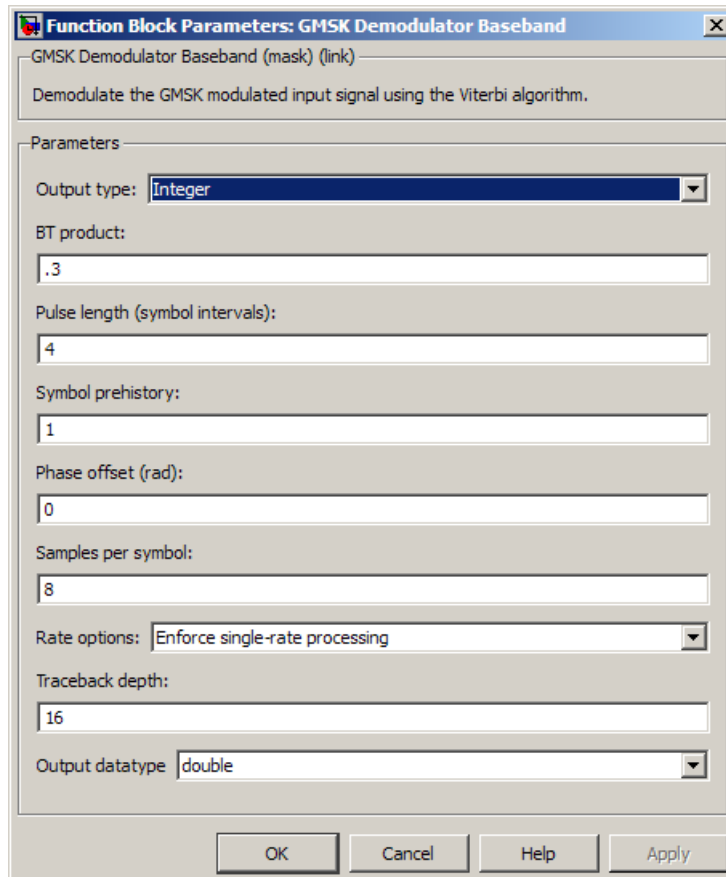 Function Block Parameters: GMSK Demodulator Baseband
GMSK Demodulator Baseband (mask) (link)
Demodulate the GMSK modulated input signal using the Viterbi algorithm.
Parameters
Output type: Integer
BT product:
.3
Pulse length (symbol intervals):
4
Symbol prehistory:
1
Phase offset (rad):
0
Samples per symbol:
8
Rate options: Enforce single-rate processing
Traceback depth:
16
Output datatype double
OK Cancel Help Apply